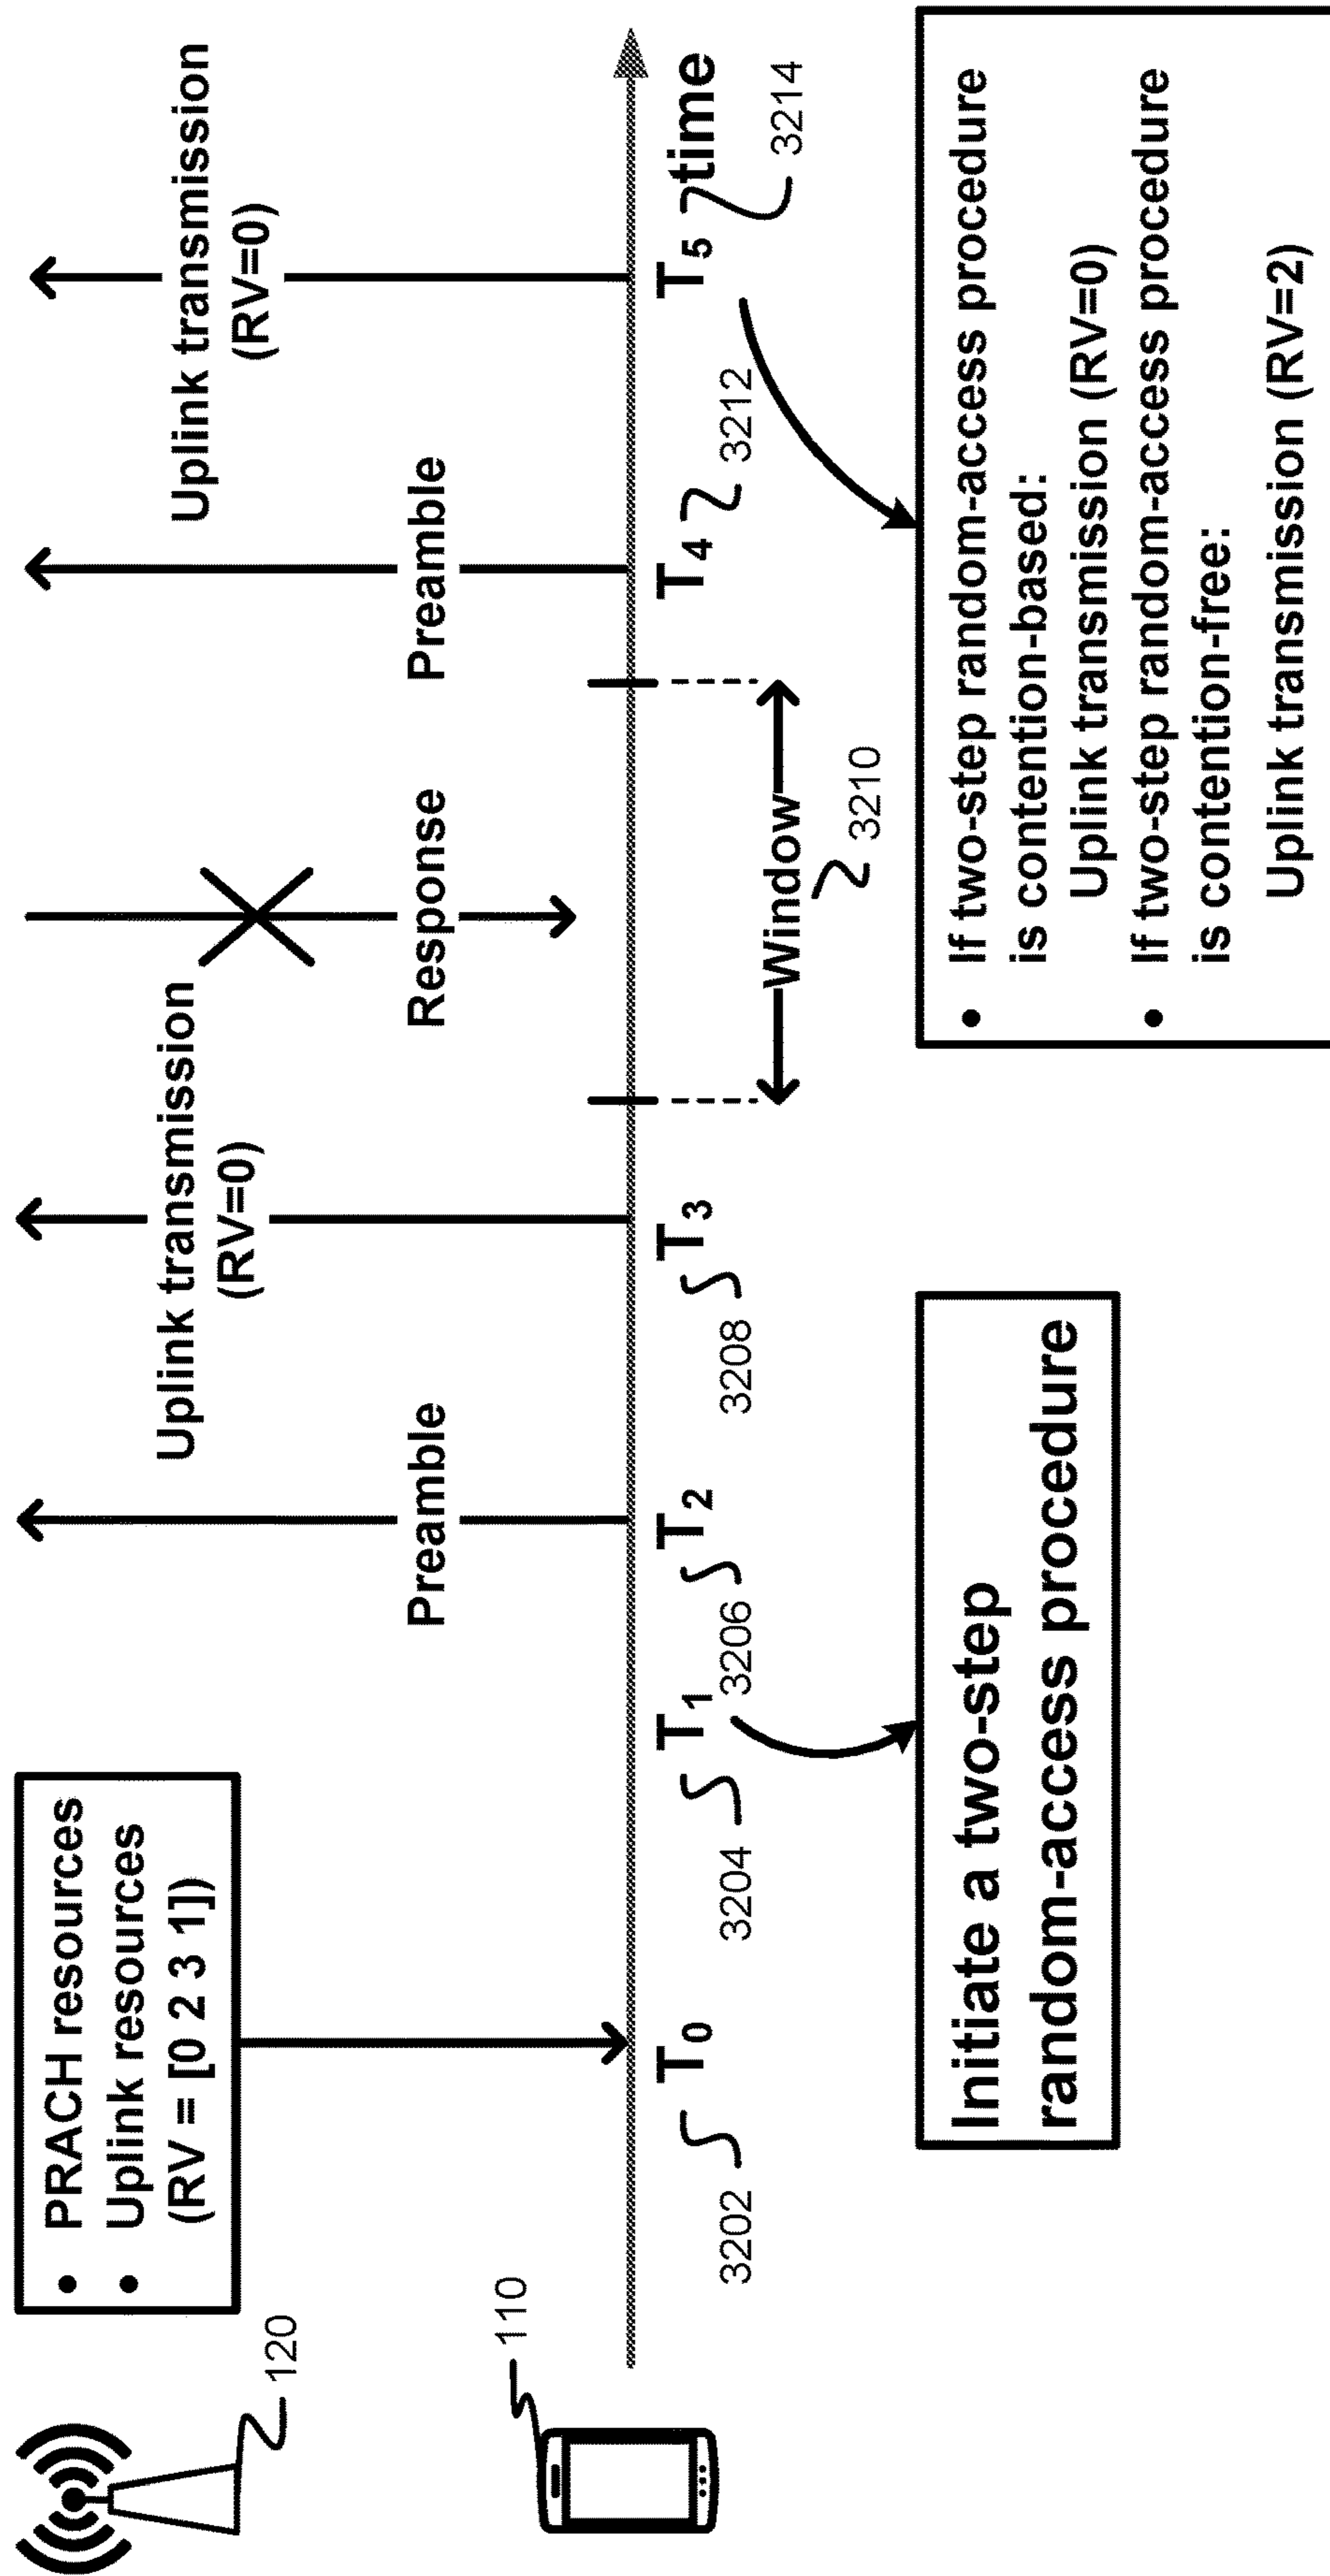 120
110
• PRACH resources
• Uplink resources
(RV = [0 2 3 1])
Preamble
Uplink transmission
(RV=0)
Response
Preamble
Uplink transmission
(RV=0)
T0
T1
T2
T3
T4
T5
time
3202
3204
3206
3208
Window
3210
3212
3214
Initiate a two-step
random-access procedure
• If two-step random-access procedure
is contention-based:
Uplink transmission (RV=0)
• If two-step random-access procedure
is contention-free:
Uplink transmission (RV=2)